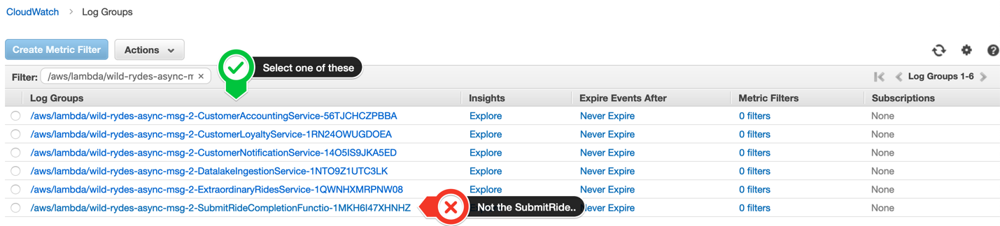 CloudWatch > Log Groups
Create Metric Filter Actions
Select one of these
Filter: /aws/lambda/wild-rydes-async-m × Log Groups 1-6
Log Groups Insights Expire Events After Metric Filters Subscriptions
/aws/lambda/wild-rydes-async-msg-2-CustomerAccountingService-56TJCHCZPBBA Explore Never Expire 0 filters None
/aws/lambda/wild-rydes-async-msg-2-CustomerLoyaltyService-1RN24OWUGDOEA Explore Never Expire 0 filters None
/aws/lambda/wild-rydes-async-msg-2-CustomerNotificationService-14O5IS9JKA5ED Explore Never Expire 0 filters None
/aws/lambda/wild-rydes-async-msg-2-DatalakeIngestionService-1NTO9Z1UTC3LK Explore Never Expire 0 filters None
/aws/lambda/wild-rydes-async-msg-2-ExtraordinaryRidesService-1QWNHXMRPNW08 Explore Never Expire 0 filters None
/aws/lambda/wild-rydes-async-msg-2-SubmitRideCompletionFunctio-1MKH6I47XHNHZ Not the SubmitRide.. Never Expire 0 filters None